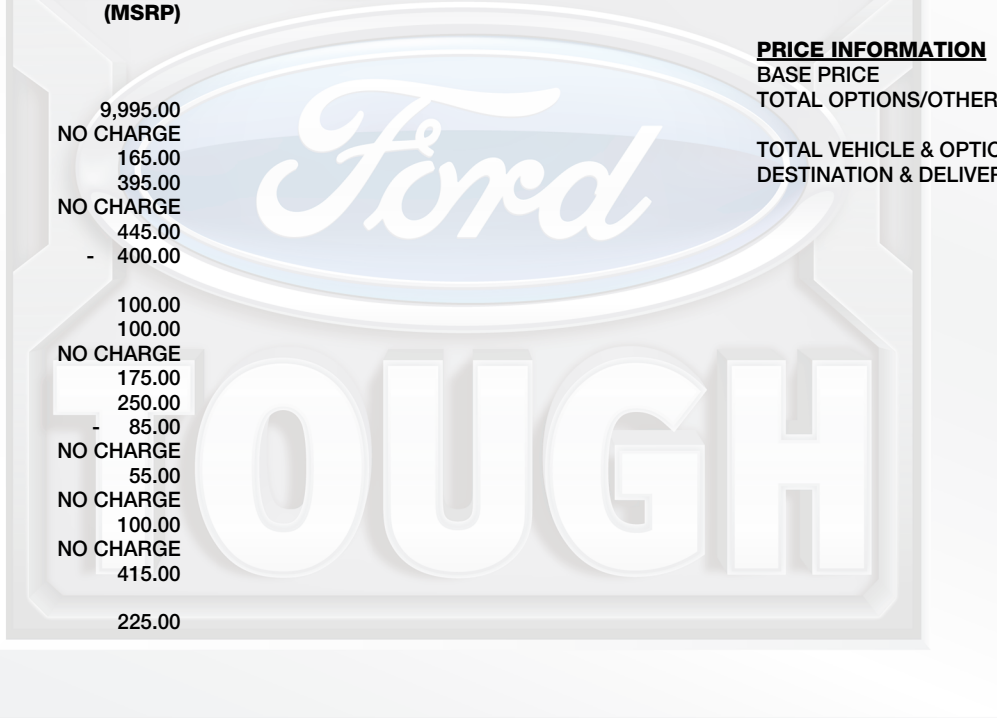 (MSRP)
9,995.00
NO CHARGE
165.00
395.00
NO CHARGE
445.00
- 400.00
100.00
100.00
NO CHARGE
175.00
250.00
- 85.00
NO CHARGE
55.00
NO CHARGE
100.00
NO CHARGE
415.00
225.00
PRICE INFORMATION
BASE PRICE
TOTAL OPTIONS/OTHER
TOTAL VEHICLE & OPTIO
DESTINATION & DELIVER
Ford
TOUGH